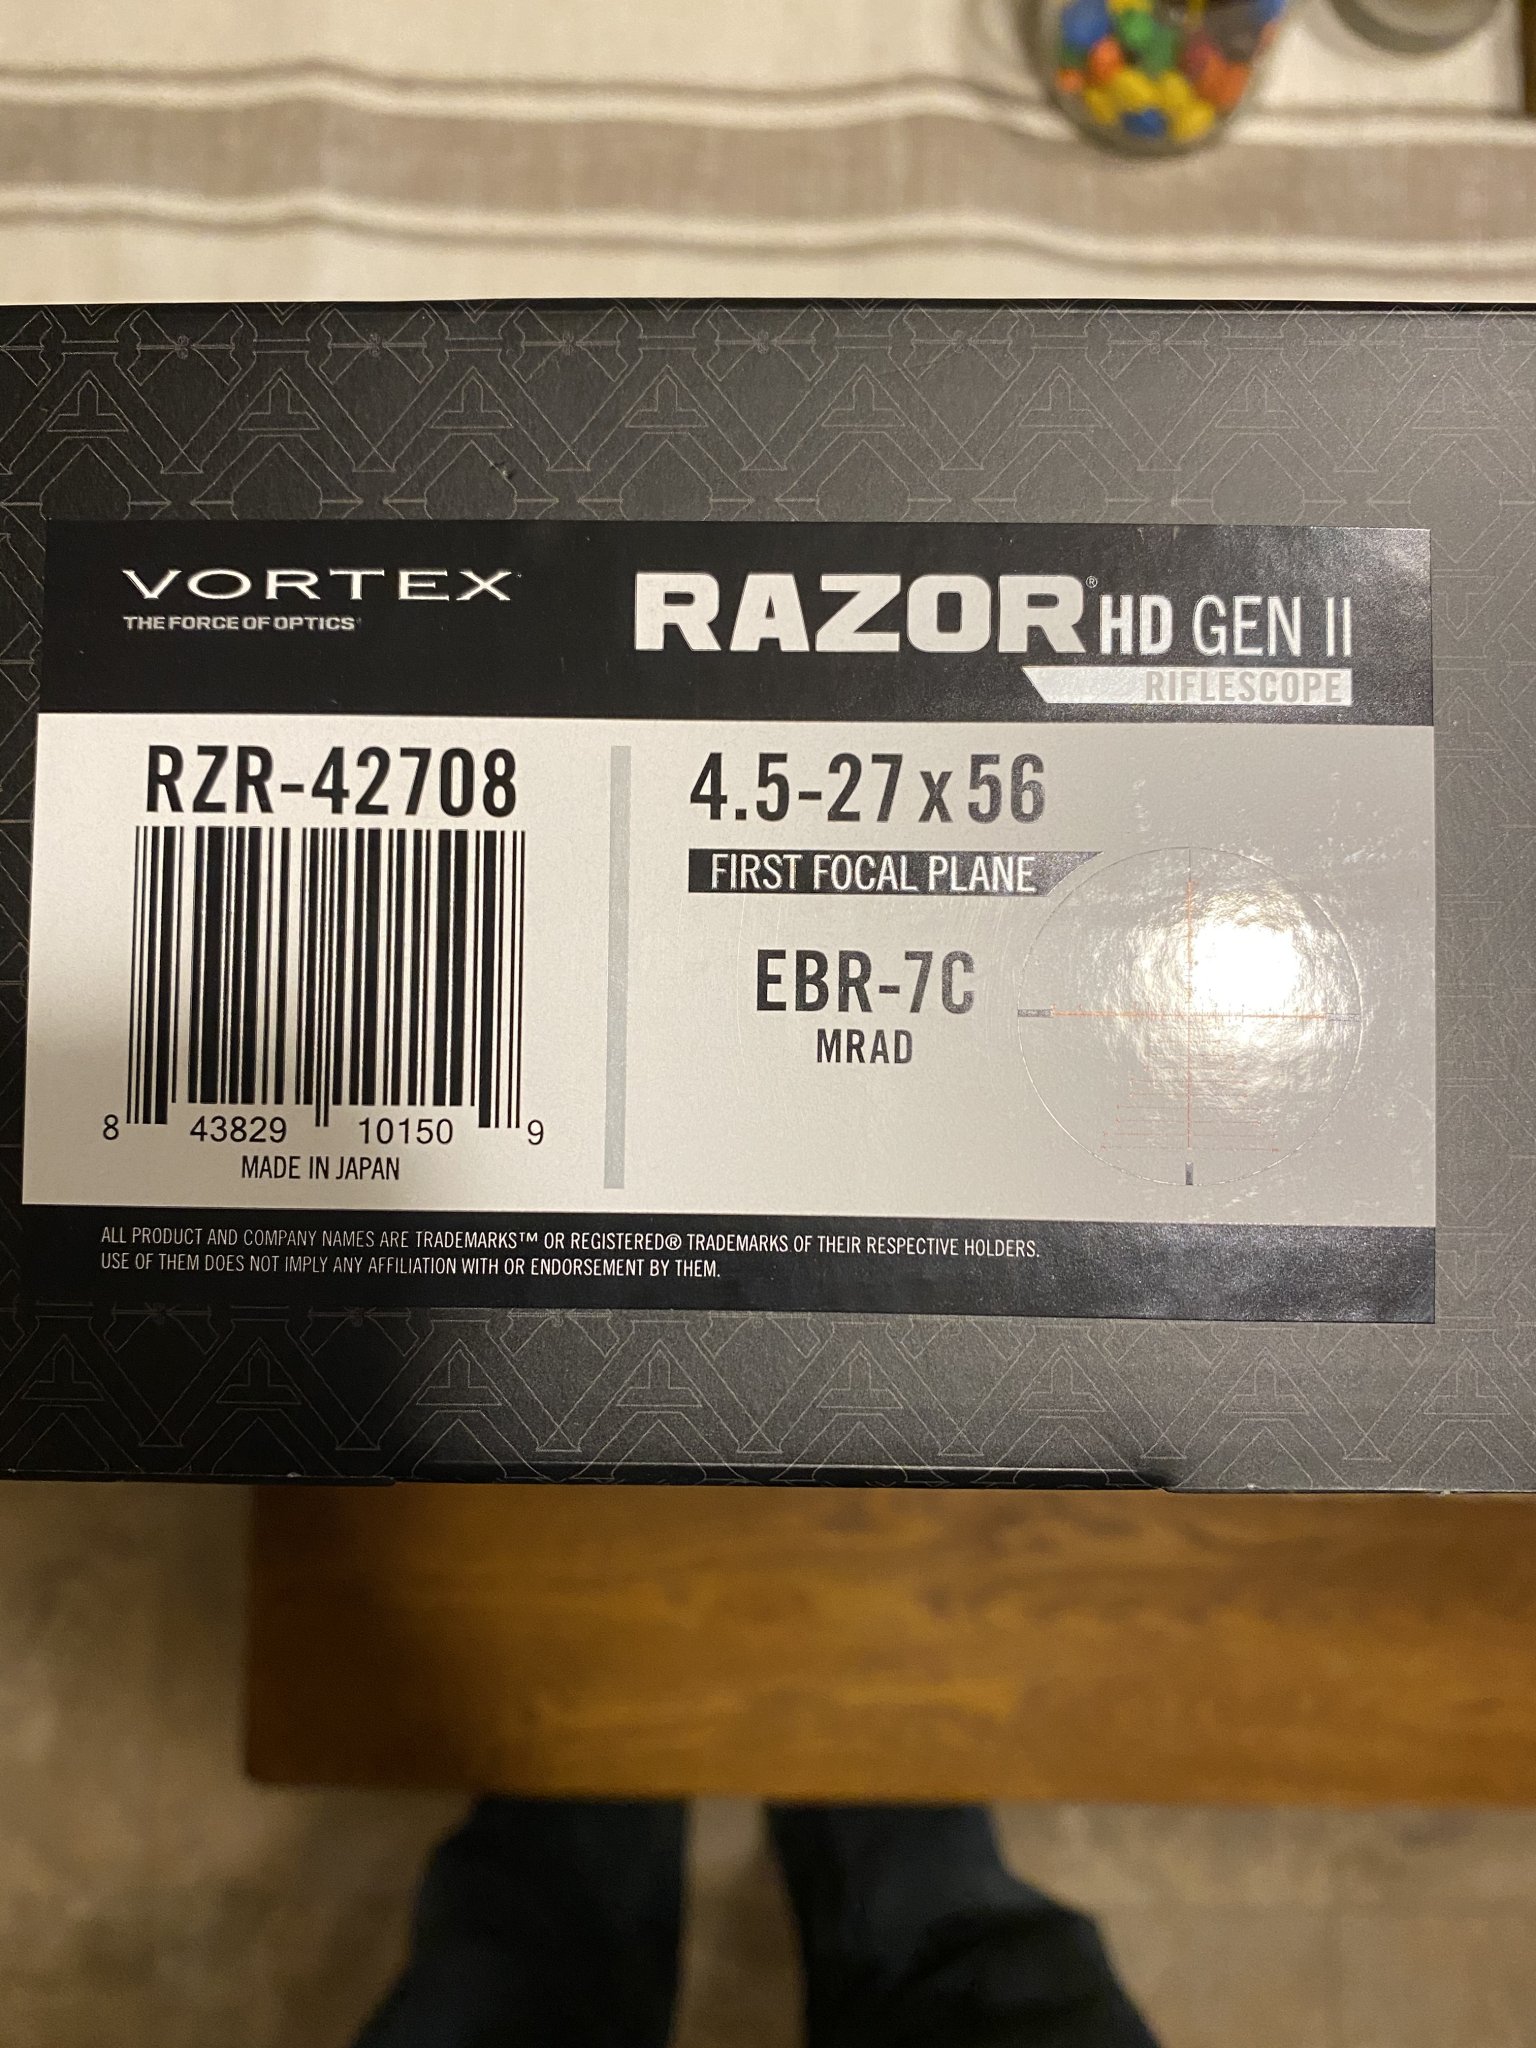 VORTEX
THE FORCE OF OPTICS
RAZOR® HD GEN II
RIFLESCOPE
RZR-42708
8 43829 10150 9
MADE IN JAPAN
4.5-27x56
FIRST FOCAL PLANE
EBR-7C
MRAD
ALL PRODUCT AND COMPANY NAMES ARE TRADEMARKS™ OR REGISTERED® TRADEMARKS OF THEIR RESPECTIVE HOLDERS.
USE OF THEM DOES NOT IMPLY ANY AFFILIATION WITH OR ENDORSEMENT BY THEM.